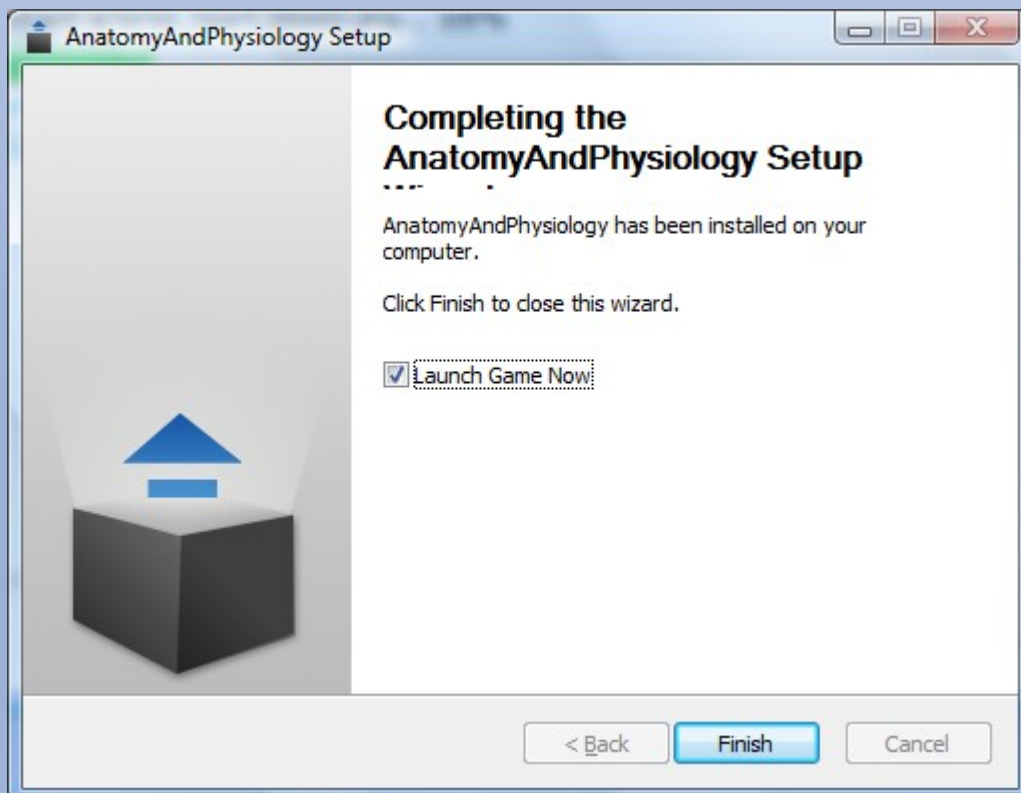 AnatomyAndPhysiology Setup
Completing the
AnatomyAndPhysiology Setup
AnatomyAndPhysiology has been installed on your
computer.
Click Finish to close this wizard.
Launch Game Now
< Back
Finish
Cancel